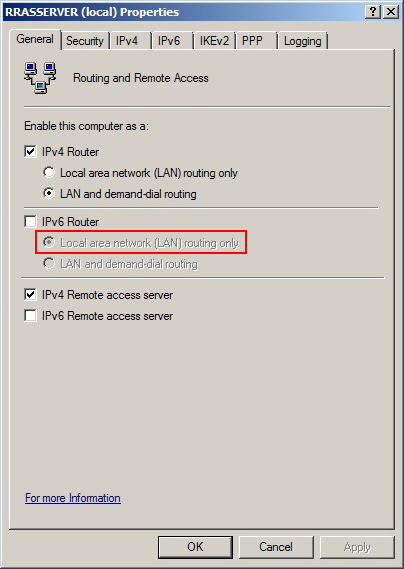 RRASSERVER (local) Properties
General Security IPv4 IPv6 IKEv2 PPP Logging
Routing and Remote Access
Enable this computer as a:
IPv4 Router
Local area network (LAN) routing only
LAN and demand-dial routing
IPv6 Router
Local area network (LAN) routing only
LAN and demand-dial routing
IPv4 Remote access server
IPv6 Remote access server
For more Information
OK Cancel Apply